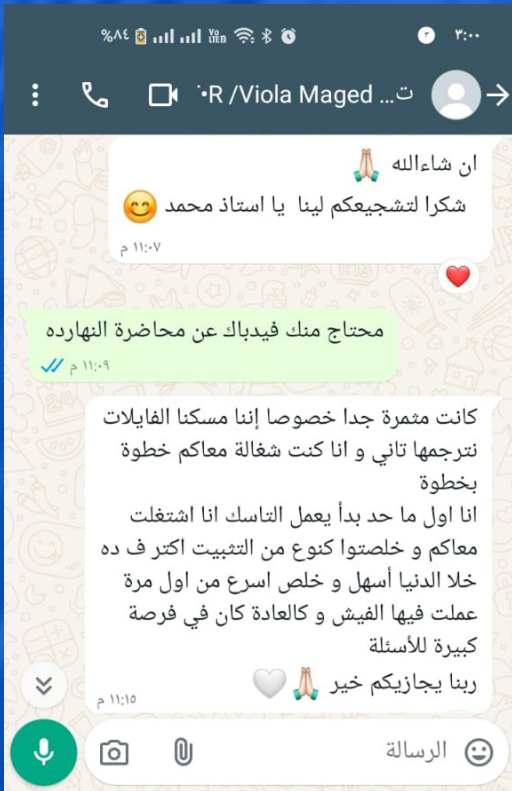 ٣:٠٠
%٨٤
ت... R /Viola Maged·
ان شاءالله 🙏🏻
شكرا لتشجيعكم لينا يا استاذ محمد 😊
١١:٠٧ م
محتاج منك فيدباك عن محاضرة النهارده
١١:٠٩ م
كانت مثمرة جدا خصوصا إننا مسكنا الفايلات
نترجمها تاني و انا كنت شغالة معاكم خطوة
بخطوة
انا اول ما حد بدأ يعمل التاسك انا اشتغلت
معاكم و خلصتوا كنوع من التثبيت اكتر ف ده
خلا الدنيا أسهل و خلص اسرع من اول مرة
عملت فيها الفيش و كالعادة كان في فرصة
كبيرة للأسئلة
ربنا يجازيكم خير 🙏🏻🤍
١١:١٥ م
الرسالة